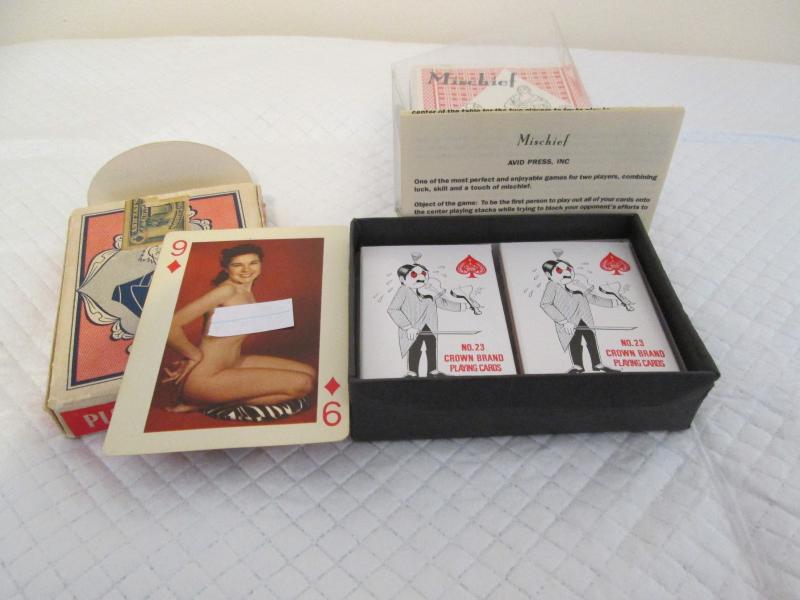 Mischief
center of the table for the two players to try to
Mischief
AVID PRESS, INC
One of the most perfect and enjoyable games for two players, combining
luck, skill and a touch of mischief.
Object of the game: To be the first person to play out all of your cards onto
the center playing stacks while trying to block your opponent's efforts to
9
9
NO. 23
CROWN BRAND
PLAYING CARDS
NO. 23
CROWN BRAND
PLAYING CARDS